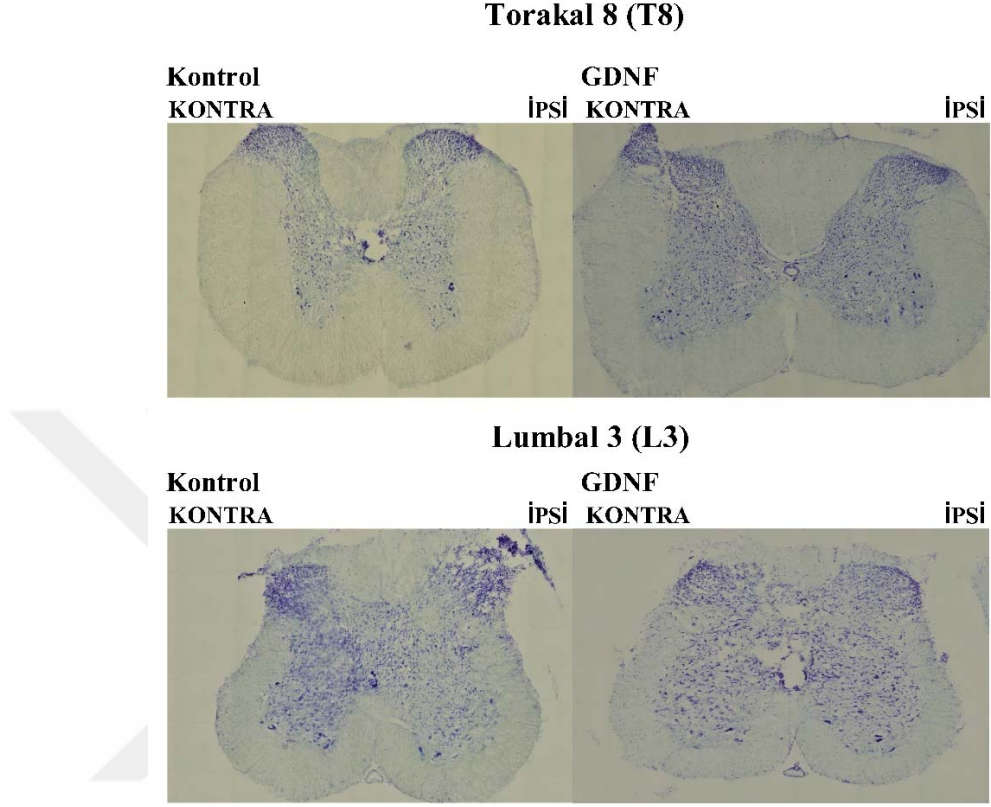 Torakal 8 (T8)
Kontrol GDNF
KONTRA İPSİ KONTRA İPSİ
Lumbal 3 (L3)
Kontrol GDNF
KONTRA İPSİ KONTRA İPSİ